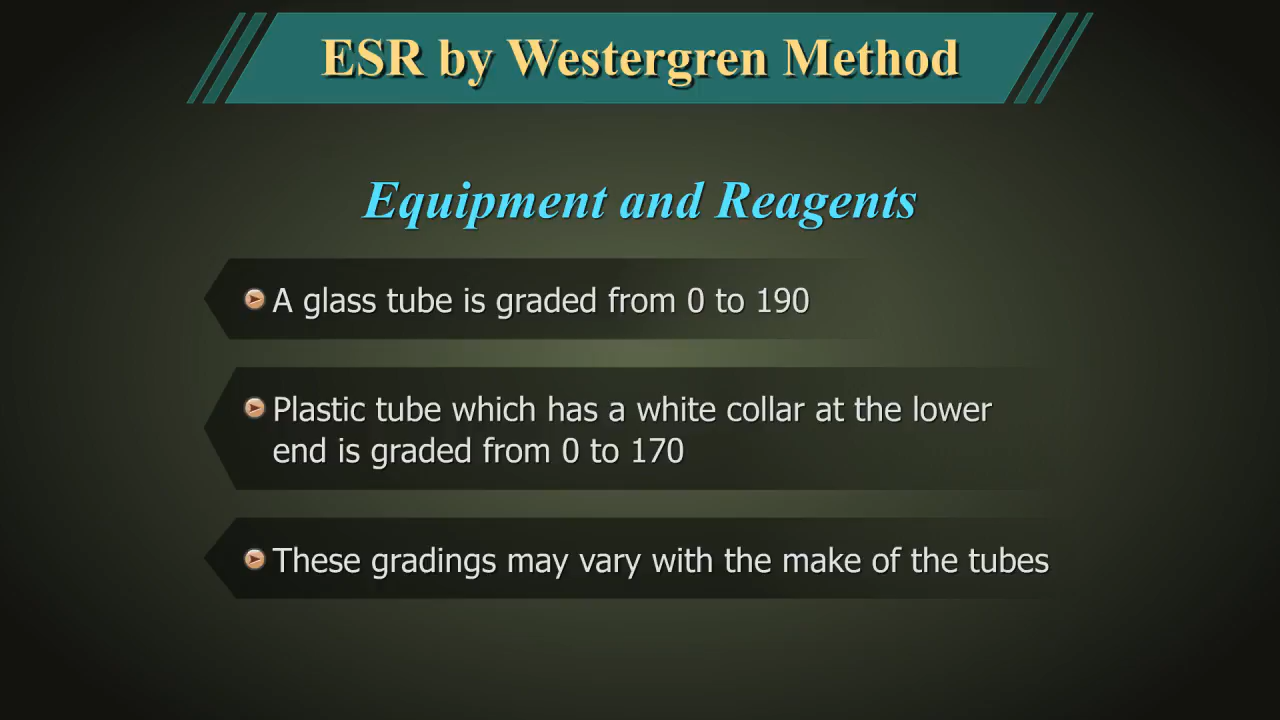 ESR by Westergren Method
Equipment and Reagents
A glass tube is graded from 0 to 190
Plastic tube which has a white collar at the lower
end is graded from 0 to 170
These gradings may vary with the make of the tubes